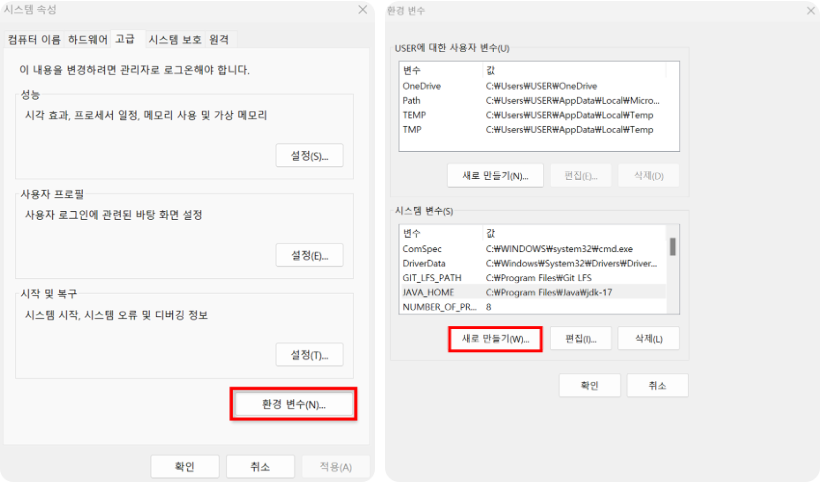 시스템 속성
컴퓨터 이름 하드웨어 고급 시스템 보호 원격
이 내용을 변경하려면 관리자로 로그온해야 합니다.
성능
시각 효과, 프로세서 일정, 메모리 사용 및 가상 메모리
설정(S)...
사용자 프로필
사용자 로그인에 관련된 바탕 화면 설정
설정(E)...
시작 및 복구
시스템 시작, 시스템 오류 및 디버깅 정보
설정(T)...
환경 변수(N)...
확인 취소 적용(A)
환경 변수
USER에 대한 사용자 변수(U)
변수 값
OneDrive C:₩Users₩USER₩OneDrive
Path C:₩Users₩USER₩AppData₩Local₩Micro...
TEMP C:₩Users₩USER₩AppData₩Local₩Temp
TMP C:₩Users₩USER₩AppData₩Local₩Temp
새로 만들기(N)... 편집(E)... 삭제(D)
시스템 변수(S)
변수 값
ComSpec C:₩WINDOWS₩system32₩cmd.exe
DriverData C:₩Windows₩System32₩Drivers₩Driver...
GIT_LFS_PATH C:₩Program Files₩Git LFS
JAVA_HOME C:₩Program Files₩Java₩jdk-17
NUMBER_OF_PR... 8
새로 만들기(W)... 편집(I)... 삭제(L)
확인 취소